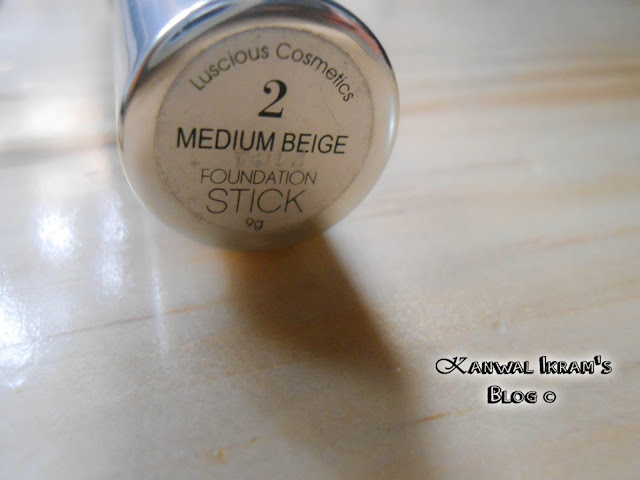 Luscious Cosmetics
2
MEDIUM BEIGE
FOUNDATION
STICK
9g
Kanwal Ikram's
Blog ©